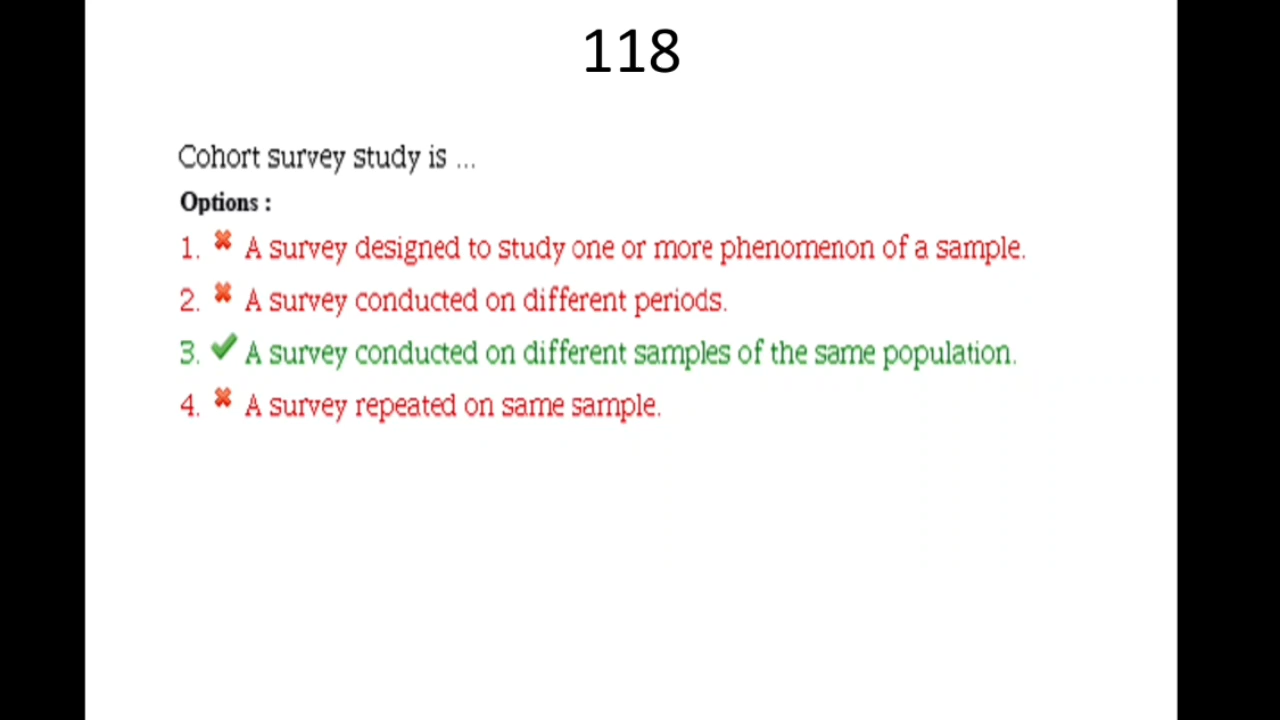 118
Cohort survey study is ...
Options :
1. ✖ A survey designed to study one or more phenomenon of a sample.
2. ✖ A survey conducted on different periods.
3. ✔ A survey conducted on different samples of the same population.
4. ✖ A survey repeated on same sample.